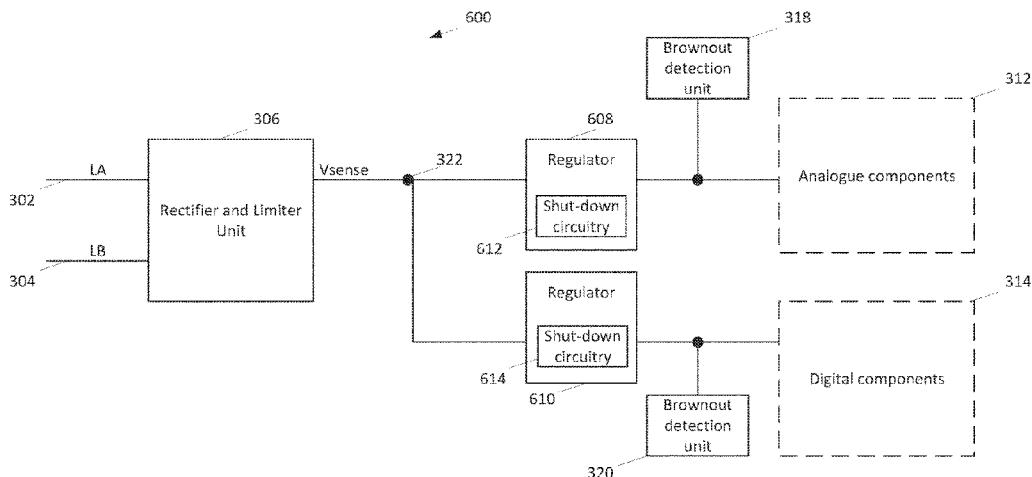 600
318
Brownout
detection
unit
312
306
608
LA
302
Rectifier and Limiter
Unit
Vsense
322
Regulator
Shut-down
circuitry
612
Analogue components
LB
304
314
Regulator
Shut-down
circuitry
614
610
Digital components
Brownout
detection
unit
320